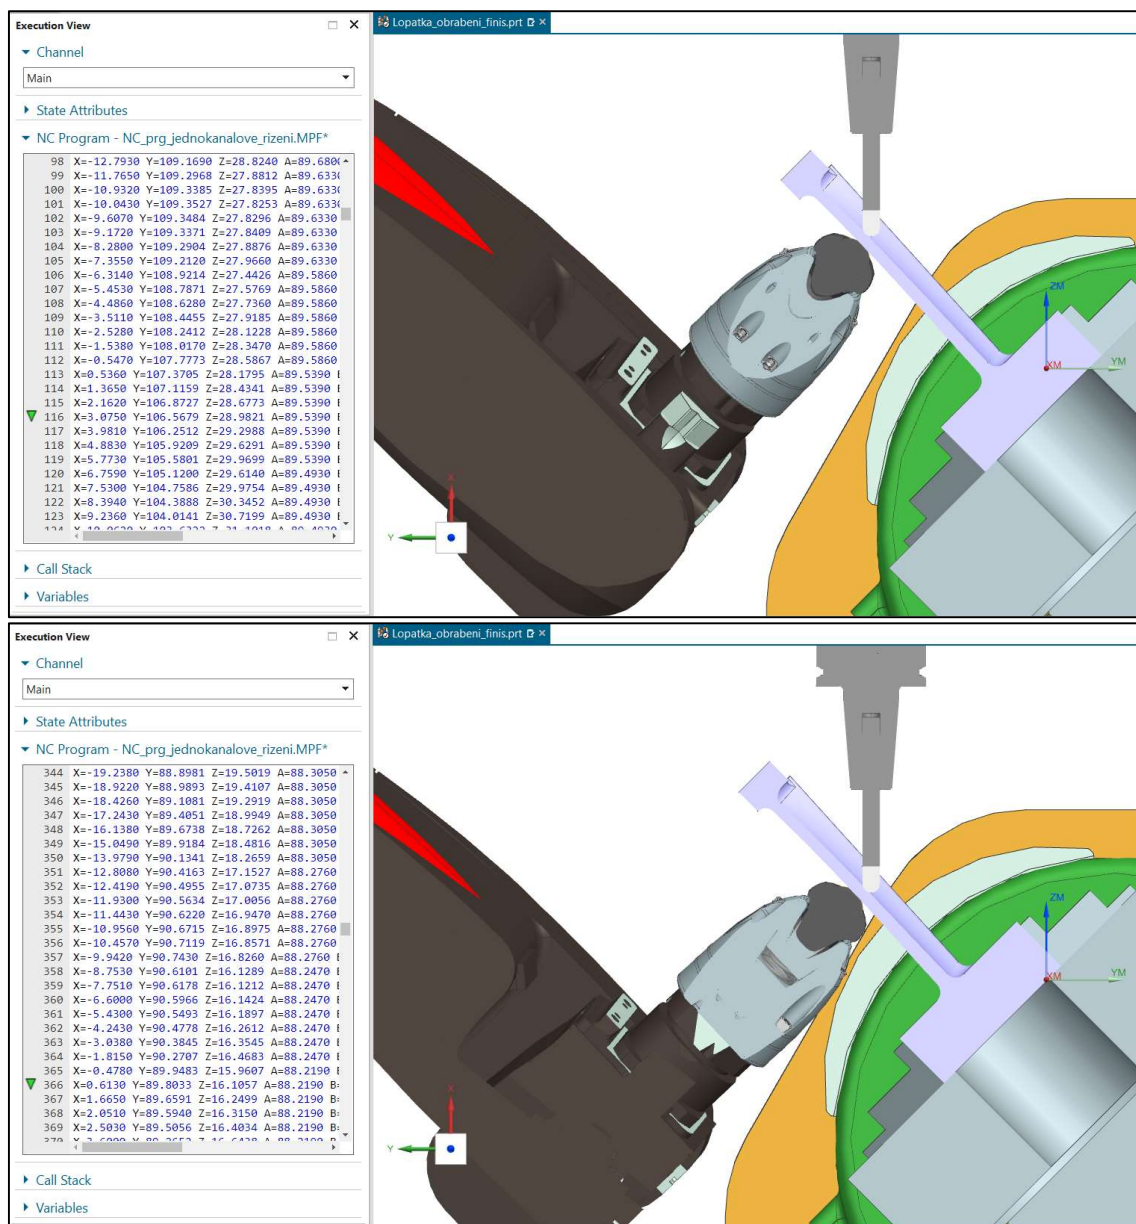 Execution View
Channel
Main
State Attributes
NC Program - NC_prg_jednokanalove_rizeni.MPF*
98 X=-12.7930 Y=109.1690 Z=28.8240 A=89.6800
99 X=-11.7650 Y=109.2968 Z=27.8812 A=89.6330
100 X=-10.9320 Y=109.3385 Z=27.8395 A=89.6330
101 X=-10.0430 Y=109.3527 Z=27.8253 A=89.6330
102 X=-9.6070 Y=109.3484 Z=27.8296 A=89.6330
103 X=-9.1720 Y=109.3371 Z=27.8409 A=89.6330
104 X=-8.2800 Y=109.2904 Z=27.8876 A=89.6330
105 X=-7.3550 Y=109.2120 Z=27.9660 A=89.6330
106 X=-6.3140 Y=108.9214 Z=27.4426 A=89.5860
107 X=-5.4530 Y=108.7871 Z=27.5769 A=89.5860
108 X=-4.4860 Y=108.6280 Z=27.7360 A=89.5860
109 X=-3.5110 Y=108.4455 Z=27.9185 A=89.5860
110 X=-2.5280 Y=108.2412 Z=28.1228 A=89.5860
111 X=-1.5380 Y=108.0170 Z=28.3470 A=89.5860
112 X=-0.5470 Y=107.7773 Z=28.5867 A=89.5860
113 X=0.5360 Y=107.3705 Z=28.1795 A=89.5390 B
114 X=1.3650 Y=107.1159 Z=28.4341 A=89.5390 B
115 X=2.1620 Y=106.8727 Z=28.6773 A=89.5390 B
116 X=3.0750 Y=106.5679 Z=28.9821 A=89.5390 B
117 X=3.9810 Y=106.2512 Z=29.2988 A=89.5390 B
118 X=4.8830 Y=105.9209 Z=29.6291 A=89.5390 B
119 X=5.7730 Y=105.5801 Z=29.9699 A=89.5390 B
120 X=6.7590 Y=105.1200 Z=29.6140 A=89.4930 B
121 X=7.5300 Y=104.7586 Z=29.9754 A=89.4930 B
122 X=8.3940 Y=104.3888 Z=30.3452 A=89.4930 B
123 X=9.2360 Y=104.0141 Z=30.7199 A=89.4930 B
Call Stack
Variables
Lopatka_obrabeni_finis.prt
ZM
YM
XM
X
Y
Execution View
Channel
Main
State Attributes
NC Program - NC_prg_jednokanalove_rizeni.MPF*
344 X=-19.2380 Y=88.8981 Z=19.5019 A=88.3050
345 X=-18.9220 Y=88.9893 Z=19.4107 A=88.3050
346 X=-18.4260 Y=89.1081 Z=19.2919 A=88.3050
347 X=-17.2430 Y=89.4051 Z=18.9949 A=88.3050
348 X=-16.1380 Y=89.6738 Z=18.7262 A=88.3050
349 X=-15.0490 Y=89.9184 Z=18.4816 A=88.3050
350 X=-13.9790 Y=90.1341 Z=18.2659 A=88.3050
351 X=-12.8080 Y=90.4163 Z=17.1527 A=88.2760
352 X=-12.4190 Y=90.4955 Z=17.0735 A=88.2760
353 X=-11.9300 Y=90.5634 Z=17.0056 A=88.2760
354 X=-11.4430 Y=90.6220 Z=16.9470 A=88.2760
355 X=-10.9560 Y=90.6715 Z=16.8975 A=88.2760
356 X=-10.4570 Y=90.7119 Z=16.8571 A=88.2760
357 X=-9.9420 Y=90.7430 Z=16.8260 A=88.2760 B
358 X=-8.7530 Y=90.6101 Z=16.1289 A=88.2470 B
359 X=-7.7510 Y=90.6178 Z=16.1212 A=88.2470 B
360 X=-6.6000 Y=90.5966 Z=16.1424 A=88.2470 B
361 X=-5.4300 Y=90.5493 Z=16.1897 A=88.2470 B
362 X=-4.2430 Y=90.4778 Z=16.2612 A=88.2470 B
363 X=-3.0380 Y=90.3845 Z=16.3545 A=88.2470 B
364 X=-1.8150 Y=90.2707 Z=16.4683 A=88.2470 B
365 X=-0.4780 Y=89.9483 Z=15.9607 A=88.2190 B
366 X=0.6130 Y=89.8033 Z=16.1057 A=88.2190 B=
367 X=1.6650 Y=89.6591 Z=16.2499 A=88.2190 B=
368 X=2.0510 Y=89.5940 Z=16.3150 A=88.2190 B=
369 X=2.5030 Y=89.5056 Z=16.4034 A=88.2190 B=
Call Stack
Variables
Lopatka_obrabeni_finis.prt
ZM
YM
XM
X
Y